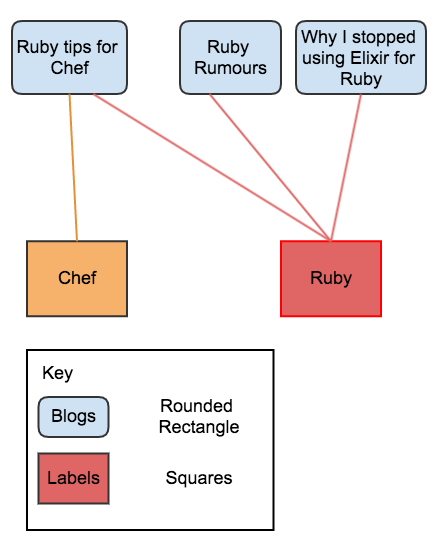 Ruby tips for
Chef
Ruby
Rumours
Why I stopped
using Elixir for
Ruby
Chef
Ruby
Key
Blogs
Rounded
Rectangle
Labels
Squares